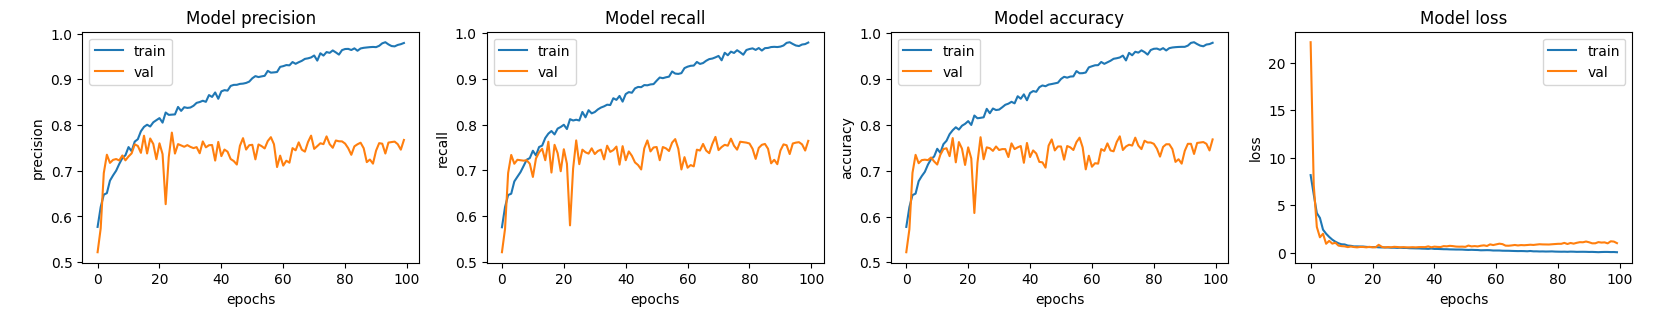 Model precision
train
val
1.0
0.9
0.8
0.7
0.6
0.5
precision
0 20 40 60 80 100
epochs
Model recall
train
val
1.0
0.9
0.8
0.7
0.6
0.5
recall
0 20 40 60 80 100
epochs
Model accuracy
train
val
1.0
0.9
0.8
0.7
0.6
0.5
accuracy
0 20 40 60 80 100
epochs
Model loss
train
val
20
15
10
5
0
loss
0 20 40 60 80 100
epochs